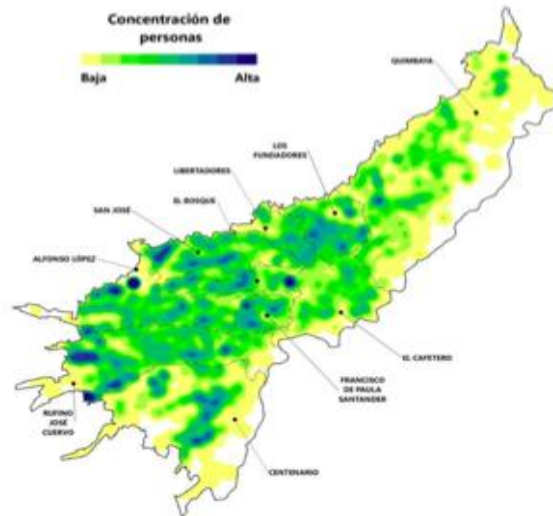 Concentración de
personas
Baja
Alta
QUIMBAYA
LOS
FUNDADORES
LIBERTADORES
EL BOSQUE
SAN JOSÉ
ALFONSO LÓPEZ
EL CAFETERO
FRANCISCO
DE PAULA
SANTANDER
RUFINO
JOSÉ
CUERVO
CENTENARIO